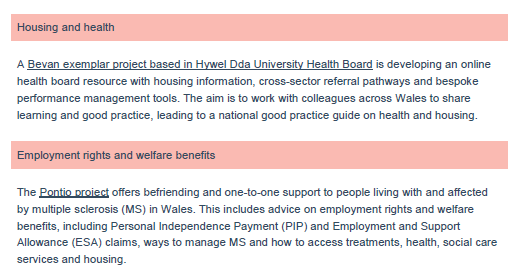 Housing and health
A Bevan exemplar project based in Hywel Dda University Health Board is developing an online
health board resource with housing information, cross-sector referral pathways and bespoke
performance management tools. The aim is to work with colleagues across Wales to share
learning and good practice, leading to a national good practice guide on health and housing.
Employment rights and welfare benefits
The Pontio project offers befriending and one-to-one support to people living with and affected
by multiple sclerosis (MS) in Wales. This includes advice on employment rights and welfare
benefits, including Personal Independence Payment (PIP) and Employment and Support
Allowance (ESA) claims, ways to manage MS and how to access treatments, health, social care
services and housing.